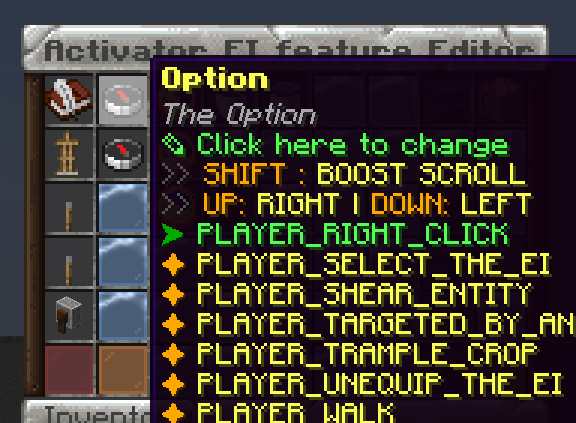 Activator EI feature Editor
Option
The Option
Click here to change
>> SHIFT : BOOST SCROLL
>> UP: RIGHT | DOWN: LEFT
➤ PLAYER_RIGHT_CLICK
✦ PLAYER_SELECT_THE_EI
✦ PLAYER_SHEAR_ENTITY
✦ PLAYER_TARGETED_BY_AN
✦ PLAYER_TRAMPLE_CROP
✦ PLAYER_UNEQUIP_THE_EI
✦ PLAYER_WALK
Invento